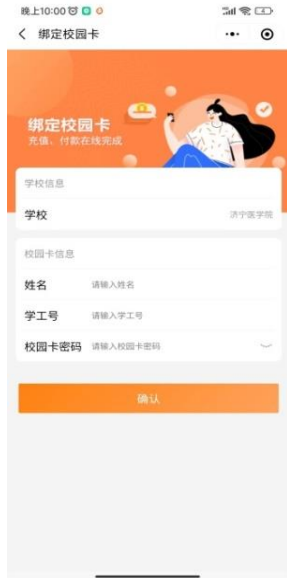 晚上10:00
4
绑定校园卡
绑定校园卡
充值、付款在线完成
学校信息
学校 济宁医学院
校园卡信息
姓名 请输入姓名
学工号 请输入学工号
校园卡密码 请输入校园卡密码
确认